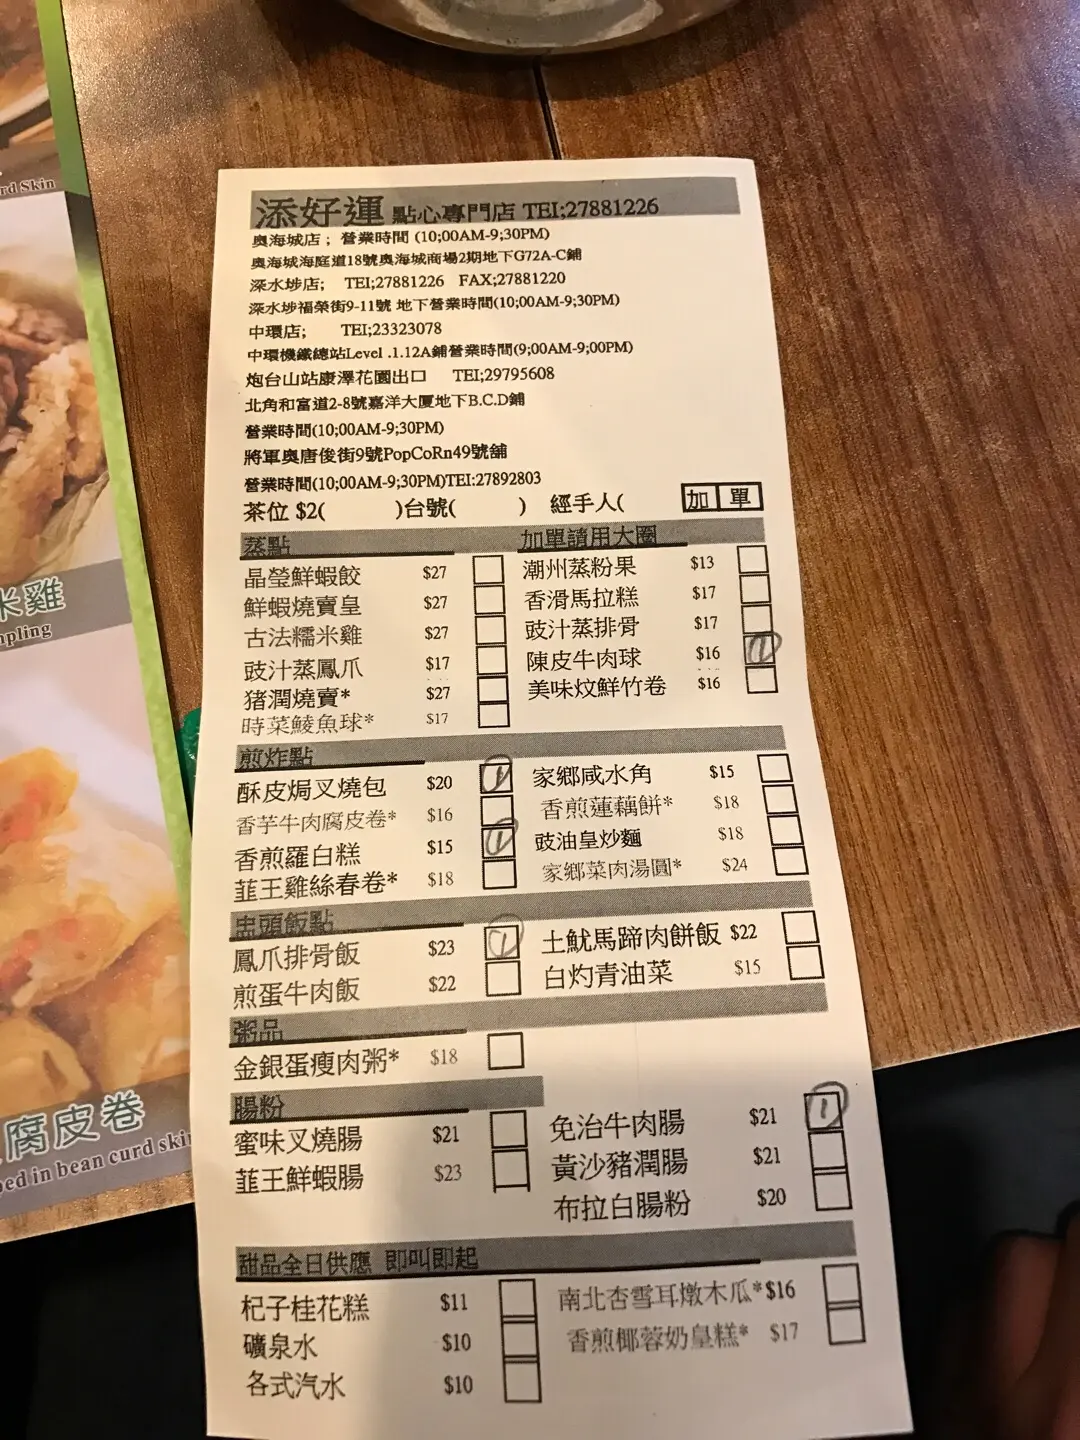 rd Skin
米雞
mpling
腐皮卷
ped in bean curd skin
添好運 點心專門店 TEI;27881226
奧海城店； 營業時間 (10;00AM-9;30PM)
奧海城海庭道18號奧海城商場2期地下G72A-C鋪
深水埗店； TEI;27881226 FAX;27881220
深水埗福榮街9-11號 地下營業時間(10;00AM-9;30PM)
中環店； TEI;23323078
中環機鐵總站Level .1.12A鋪營業時間(9;00AM-9;00PM)
炮台山站康澤花園出口 TEI;29795608
北角和富道2-8號嘉洋大厦地下B.C.D鋪
營業時間(10;00AM-9;30PM)
將軍奧唐俊街9號PopCoRn49號舖
營業時間(10;00AM-9;30PM)TEI:27892803
茶位 $2( )台號( ) 經手人( 加 單
蒸點 加單請用大圈
晶瑩鮮蝦餃 $27 潮州蒸粉果 $13
鮮蝦燒賣皇 $27 香滑馬拉糕 $17
古法糯米雞 $27 豉汁蒸排骨 $17
豉汁蒸鳳爪 $17 陳皮牛肉球 $16 1
猪潤燒賣* $27 美味炆鮮竹卷 $16
時菜鯪魚球* $17
煎炸點
酥皮焗叉燒包 $20 1 家鄉咸水角 $15
香芋牛肉腐皮卷* $16 香煎蓮藕餅* $18
香煎羅白糕 $15 1 豉油皇炒麵 $18
韮王雞絲春卷* $18 家鄉菜肉湯圓* $24
盅頭飯點
鳳爪排骨飯 $23 1 土魷馬蹄肉餅飯 $22
煎蛋牛肉飯 $22 白灼青油菜 $15
粥品
金銀蛋瘦肉粥* $18
腸粉
蜜味叉燒腸 $21 免治牛肉腸 $21 1
韮王鮮蝦腸 $23 黃沙豬潤腸 $21
布拉白腸粉 $20
甜品全日供應 即叫即起
杞子桂花糕 $11 南北杏雪耳燉木瓜* $16
礦泉水 $10 香煎椰蓉奶皇糕* $17
各式汽水 $10